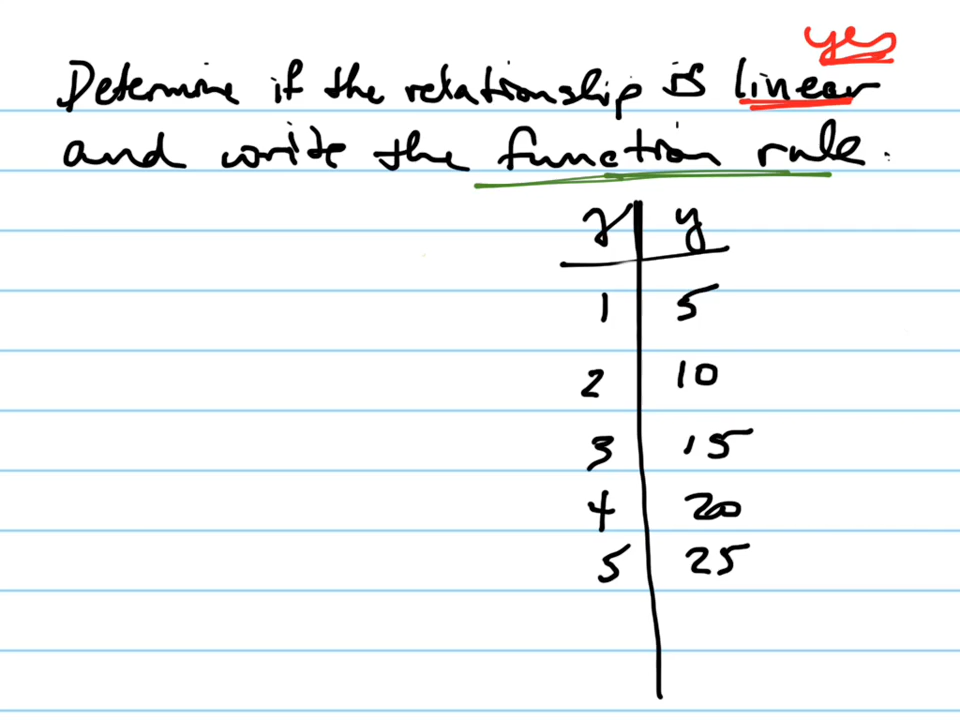 yes
Determine if the relationship is linear
and write the function rule.
x y
1 5
2 10
3 15
4 20
5 25